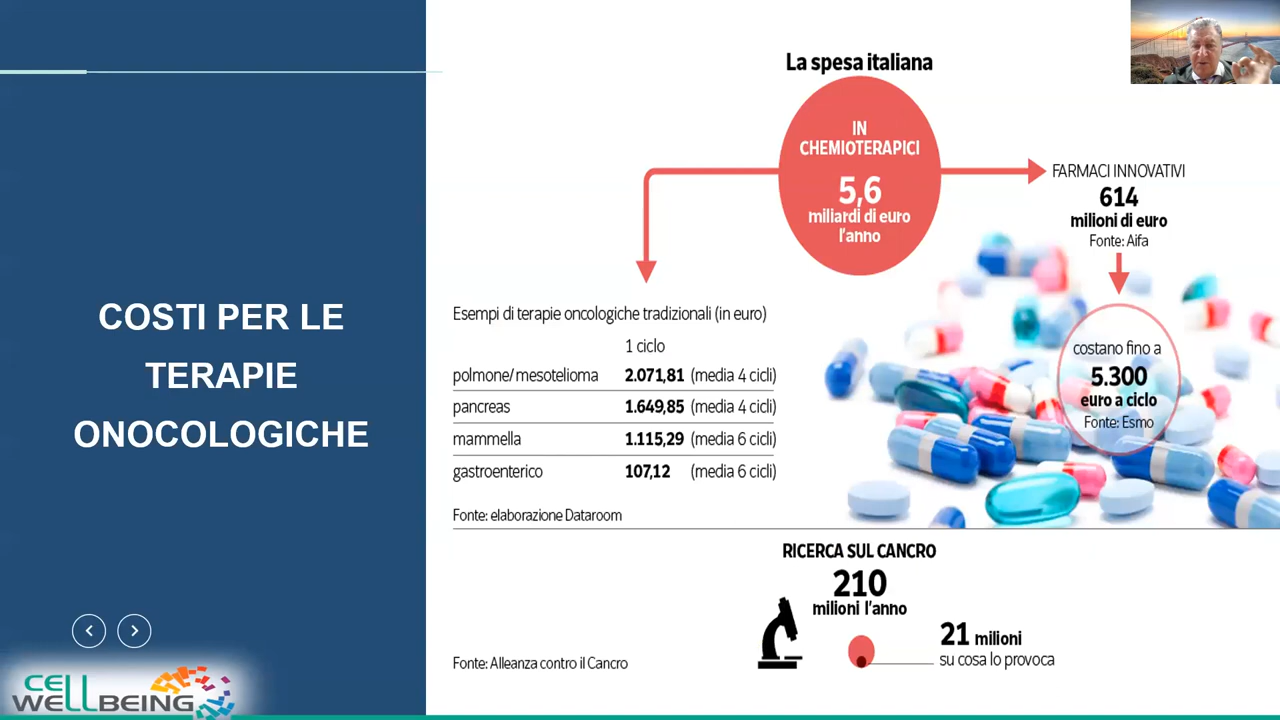 COSTI PER LE
TERAPIE
ONOCOLOGICHE
CELL
WELLBEING
La spesa italiana
IN
CHEMIOTERAPICI
5,6
miliardi di euro
l'anno
FARMACI INNOVATIVI
614
milioni di euro
Fonte: Aifa
costano fino a
5.300
euro a ciclo
Fonte: Esmo
Esempi di terapie oncologiche tradizionali (in euro)
1 ciclo
polmone/mesotelioma 2.071,81 (media 4 cicli)
pancreas 1.649,85 (media 4 cicli)
mammella 1.115,29 (media 6 cicli)
gastroenterico 107,12 (media 6 cicli)
Fonte: elaborazione Dataroom
RICERCA SUL CANCRO
210
milioni l'anno
21 milioni
su cosa lo provoca
Fonte: Alleanza contro il Cancro